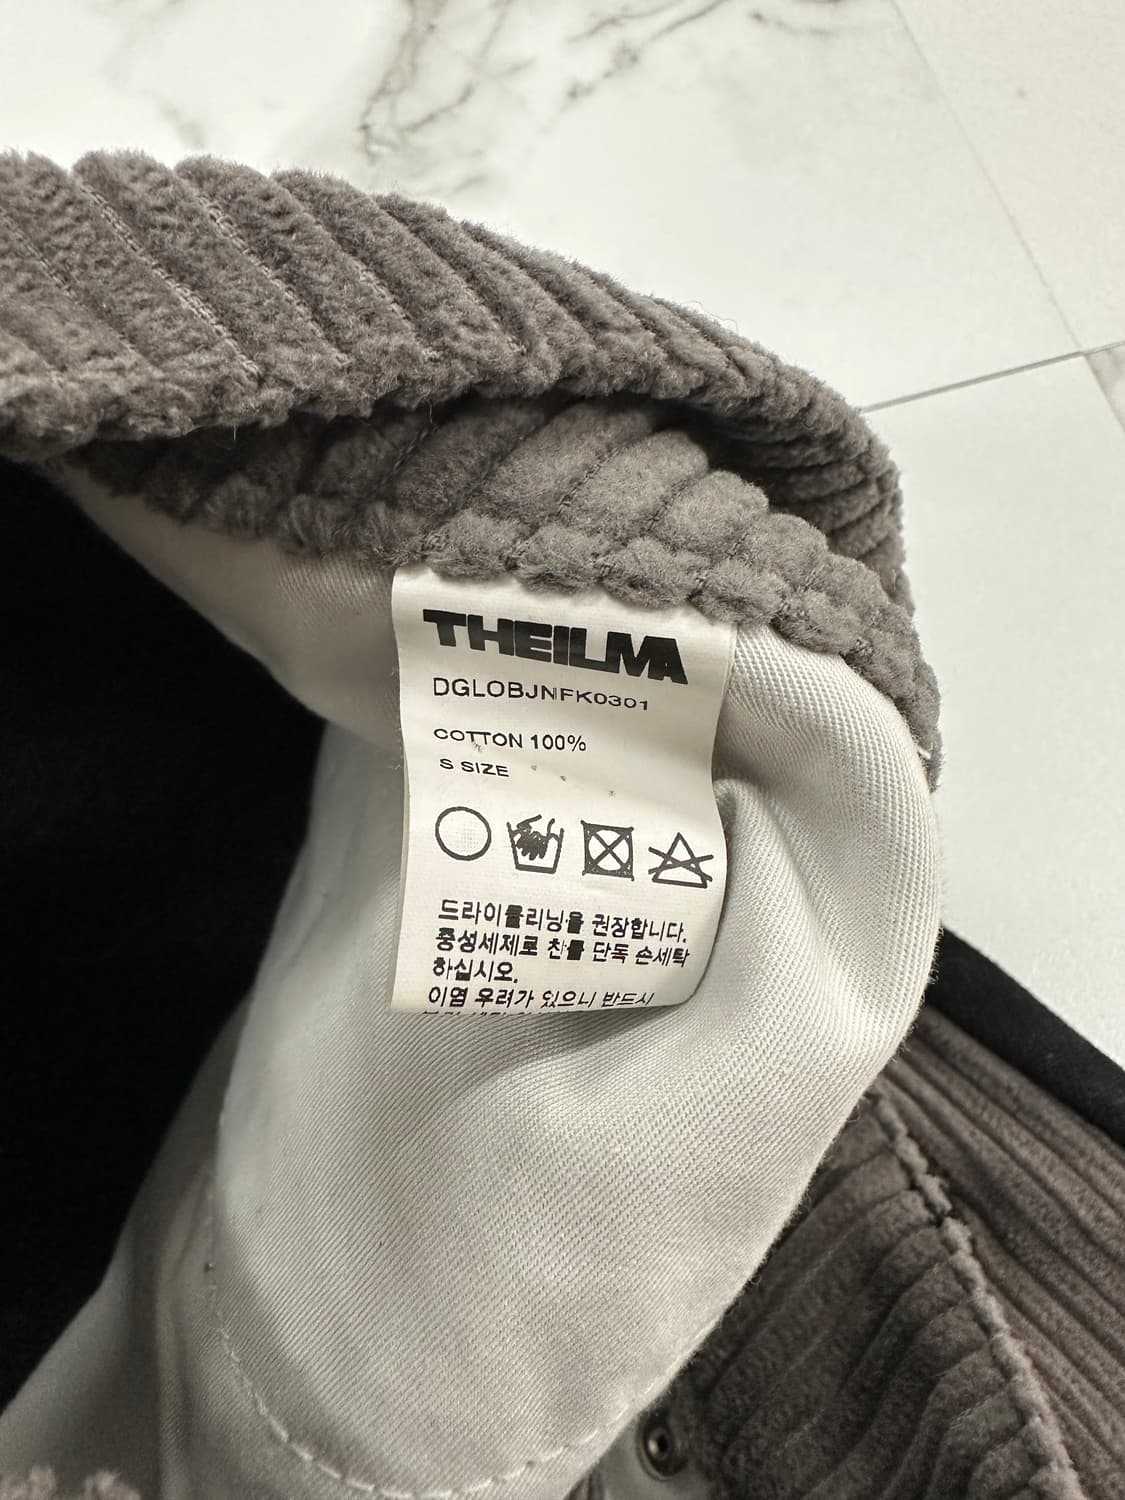 THEILMA
DGLOBJNFK0301
COTTON 100%
S SIZE
드라이클리닝을 권장합니다.
중성세제로 찬물 단독 손세탁
하십시오.
이염 우려가 있으니 반드시